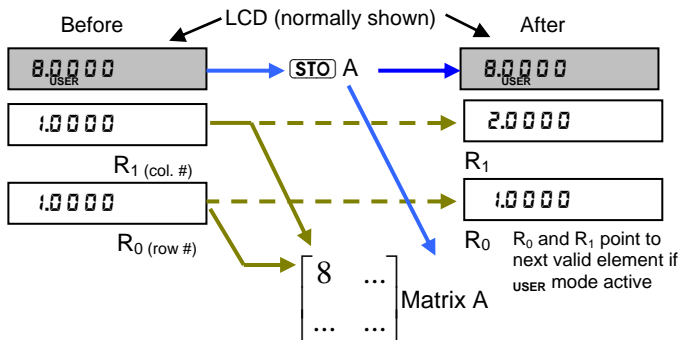 Before
LCD (normally shown)
After
8.0000
USER
STO A
8.0000
USER
1.0000
2.0000
R1 (col. #)
R1
1.0000
1.0000
R0 (row #)
R0
R0 and R1 point to
next valid element if
USER mode active
8 ...
Matrix A
... ...